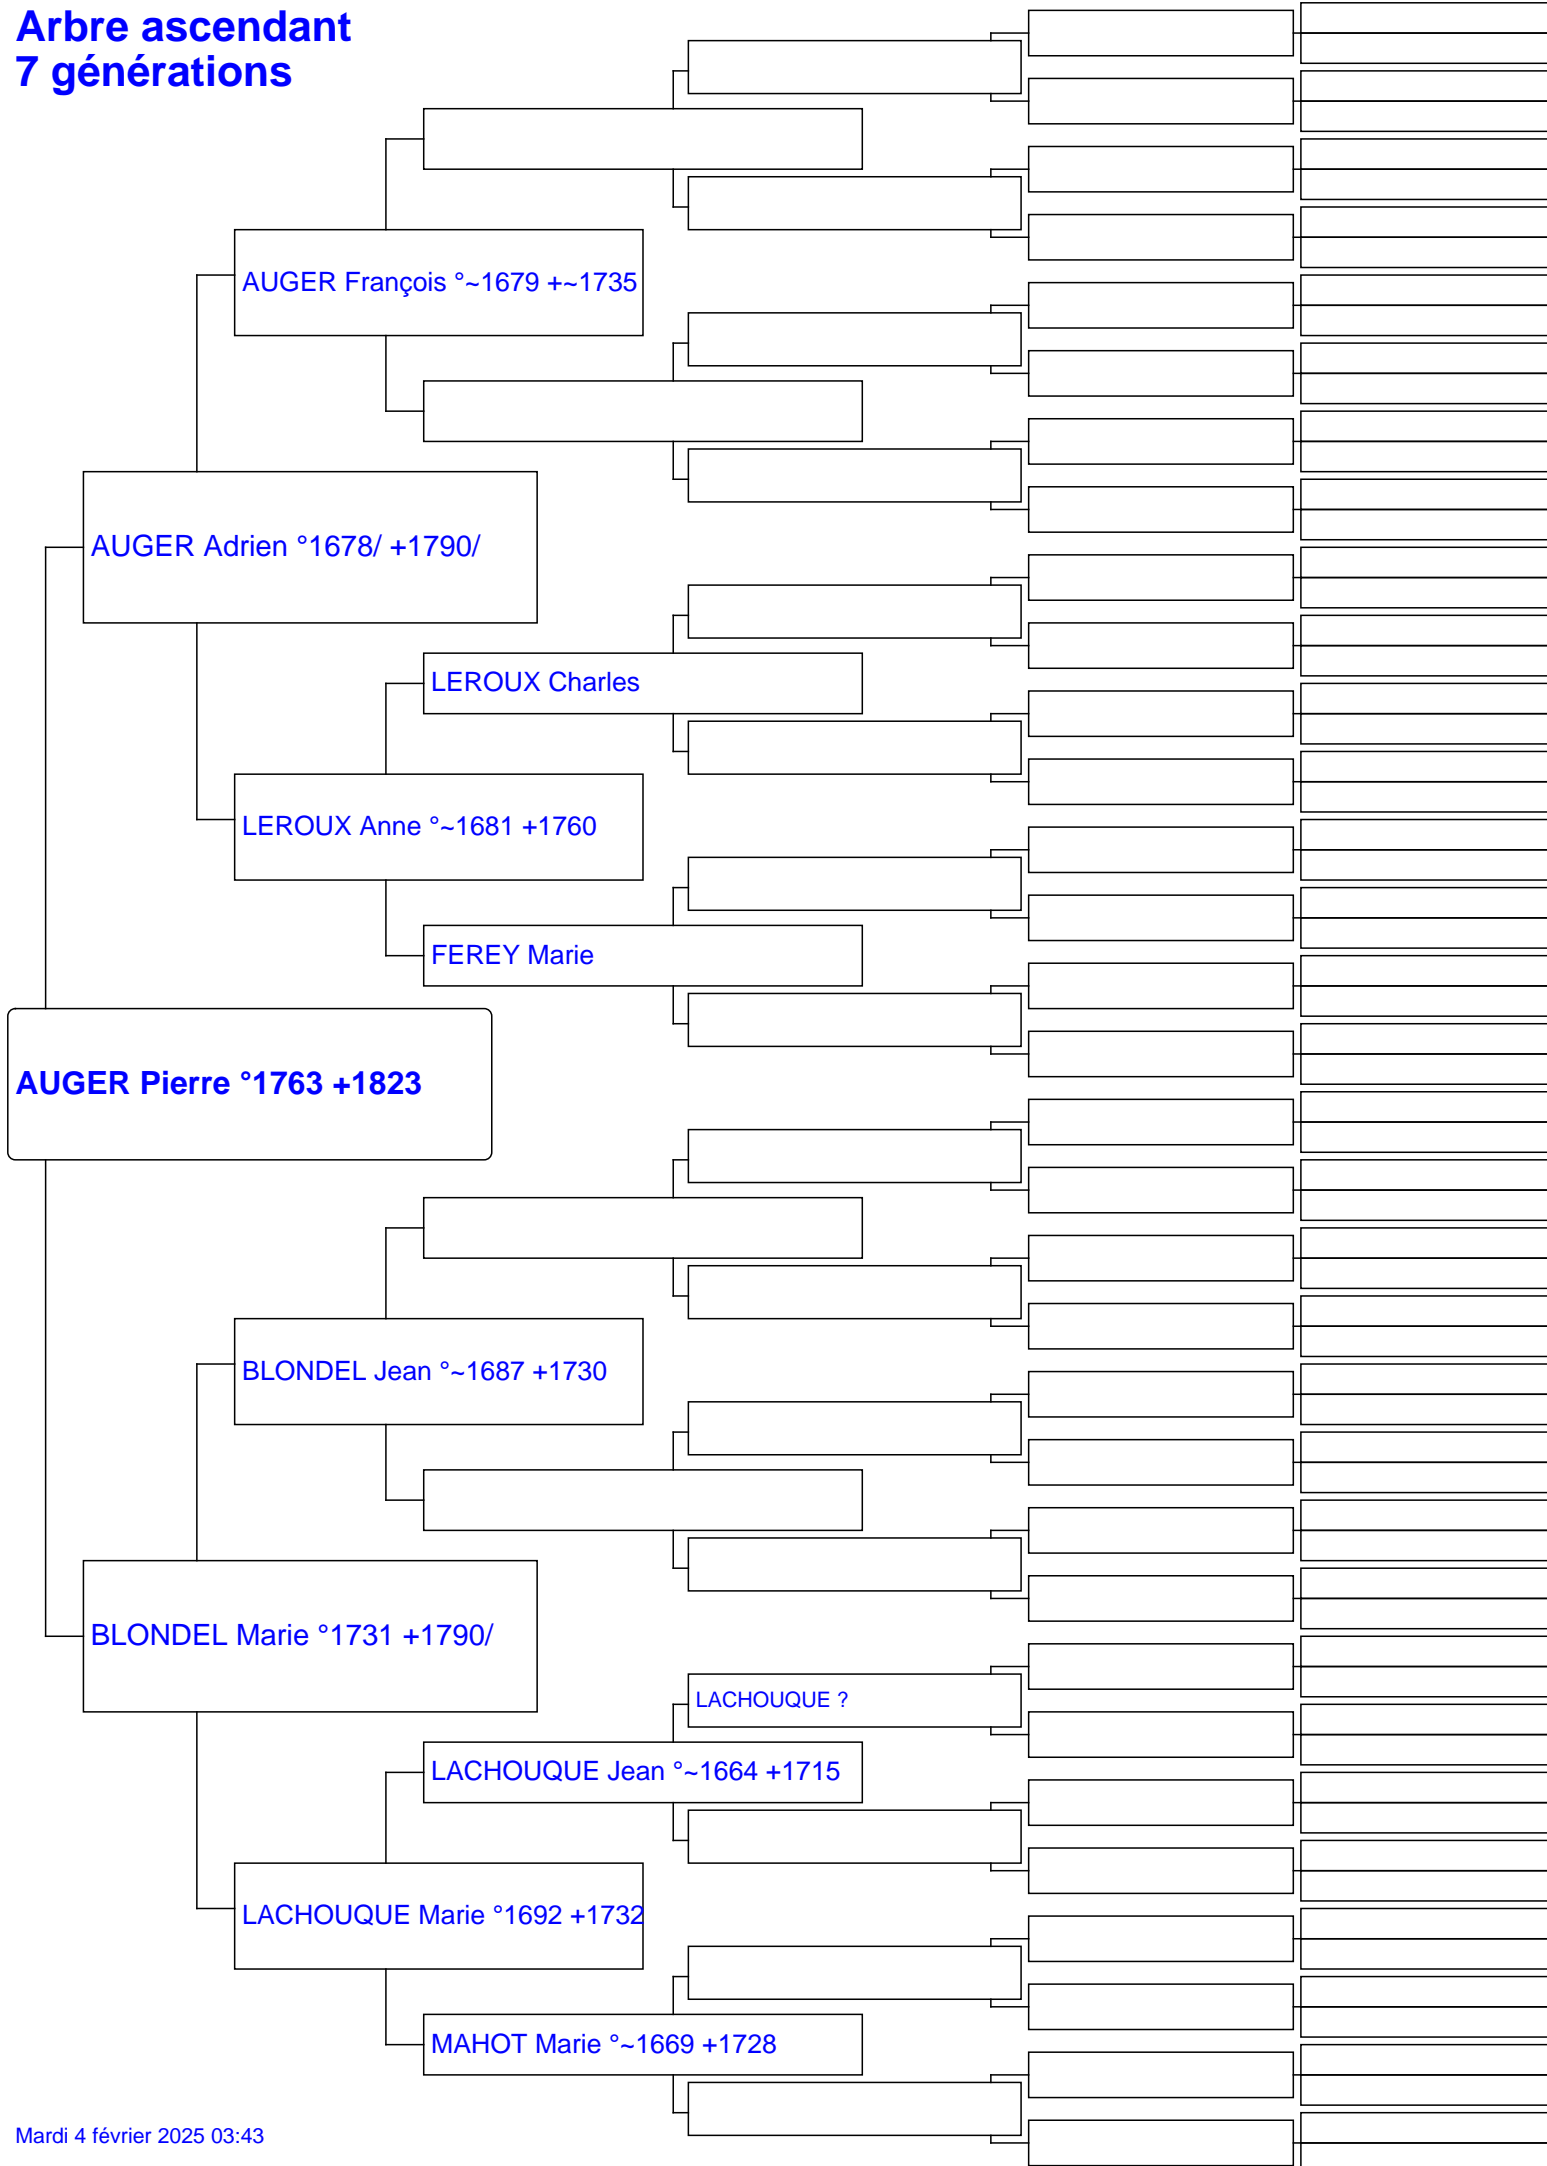 Arbre ascendant
7 générations
AUGER François °~1679 +~1735
AUGER Adrien °1678/ +1790/
LEROUX Charles
LEROUX Anne °~1681 +1760
FEREY Marie
AUGER Pierre °1763 +1823
BLONDEL Jean °~1687 +1730
BLONDEL Marie °1731 +1790/
LACHOUQUE ?
LACHOUQUE Jean °~1664 +1715
LACHOUQUE Marie °1692 +1732
MAHOT Marie °~1669 +1728
Mardi 4 février 2025 03:43